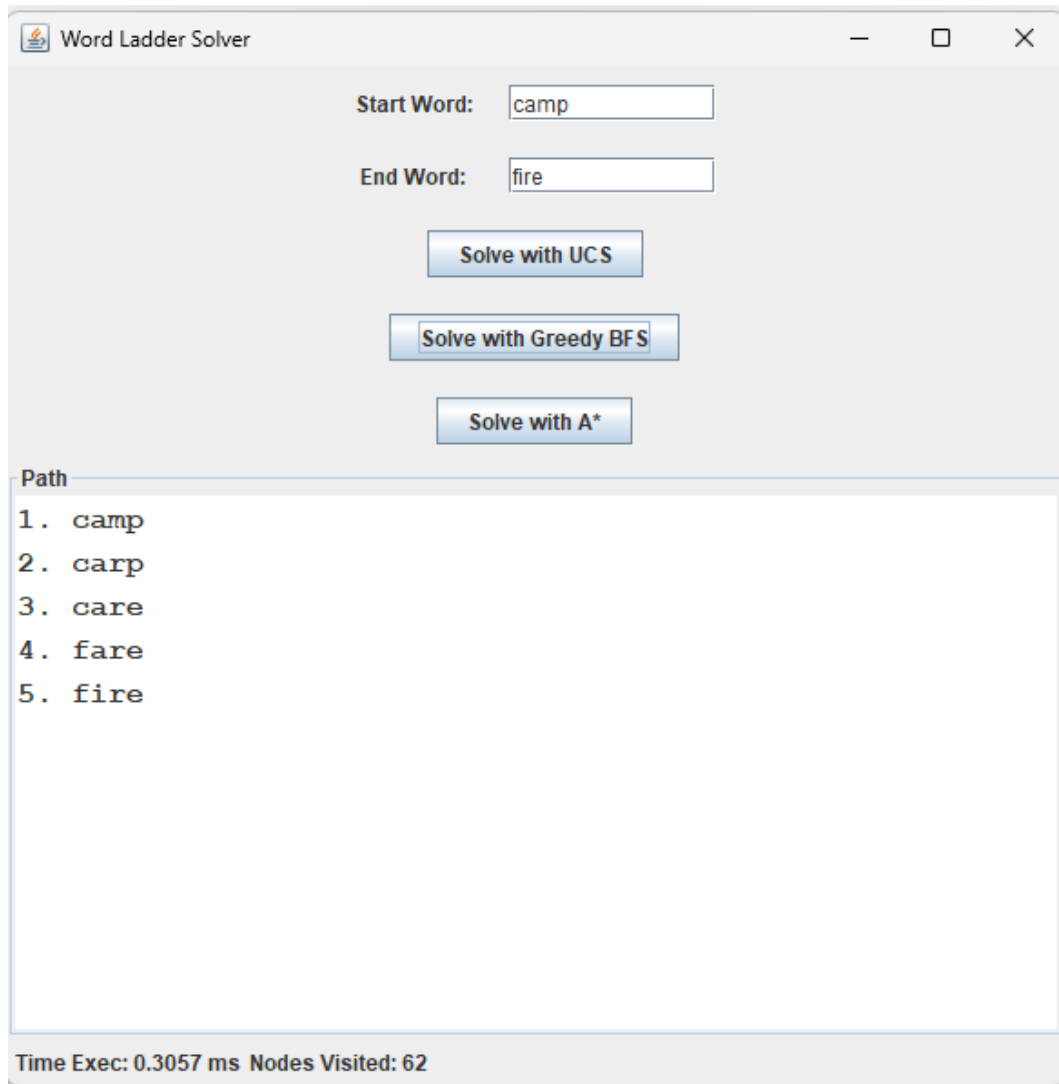 Word Ladder Solver
Start Word: camp
End Word: fire
Solve with UCS
Solve with Greedy BFS
Solve with A*
Path
1. camp
2. carp
3. care
4. fare
5. fire
Time Exec: 0.3057 ms Nodes Visited: 62